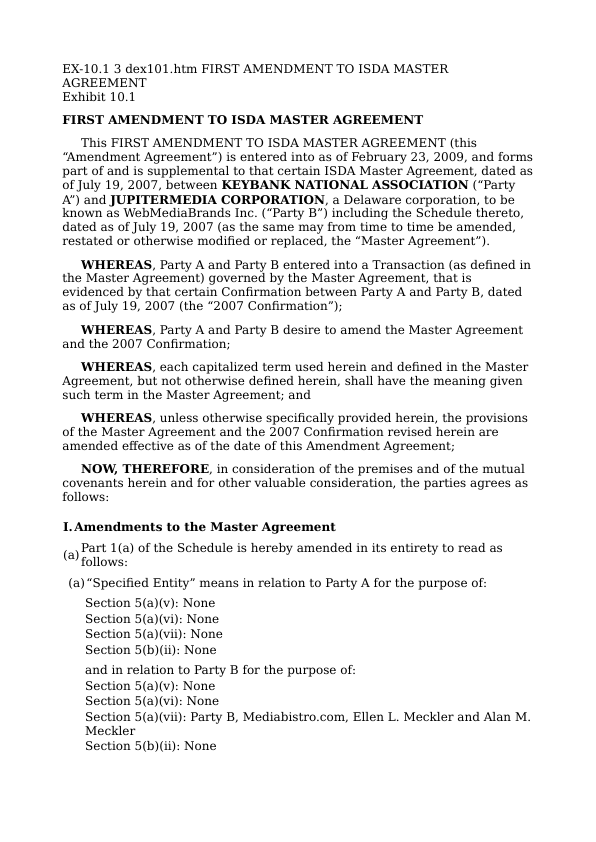 EX-10.1 3 dex101.htm FIRST AMENDMENT TO ISDA MASTER
AGREEMENT
Exhibit 10.1
FIRST AMENDMENT TO ISDA MASTER AGREEMENT
This FIRST AMENDMENT TO ISDA MASTER AGREEMENT (this
“Amendment Agreement”) is entered into as of February 23, 2009, and forms
part of and is supplemental to that certain ISDA Master Agreement, dated as
of July 19, 2007, between KEYBANK NATIONAL ASSOCIATION (“Party
A”) and JUPITERMEDIA CORPORATION, a Delaware corporation, to be
known as WebMediaBrands Inc. (“Party B”) including the Schedule thereto,
dated as of July 19, 2007 (as the same may from time to time be amended,
restated or otherwise modified or replaced, the “Master Agreement”).
WHEREAS, Party A and Party B entered into a Transaction (as defined in
the Master Agreement) governed by the Master Agreement, that is
evidenced by that certain Confirmation between Party A and Party B, dated
as of July 19, 2007 (the “2007 Confirmation”);
WHEREAS, Party A and Party B desire to amend the Master Agreement
and the 2007 Confirmation;
WHEREAS, each capitalized term used herein and defined in the Master
Agreement, but not otherwise defined herein, shall have the meaning given
such term in the Master Agreement; and
WHEREAS, unless otherwise specifically provided herein, the provisions
of the Master Agreement and the 2007 Confirmation revised herein are
amended effective as of the date of this Amendment Agreement;
NOW, THEREFORE, in consideration of the premises and of the mutual
covenants herein and for other valuable consideration, the parties agrees as
follows:
I. Amendments to the Master Agreement
(a) Part 1(a) of the Schedule is hereby amended in its entirety to read as
follows:
(a) “Specified Entity” means in relation to Party A for the purpose of:
Section 5(a)(v): None
Section 5(a)(vi): None
Section 5(a)(vii): None
Section 5(b)(ii): None
and in relation to Party B for the purpose of:
Section 5(a)(v): None
Section 5(a)(vi): None
Section 5(a)(vii): Party B, Mediabistro.com, Ellen L. Meckler and Alan M.
Meckler
Section 5(b)(ii): None